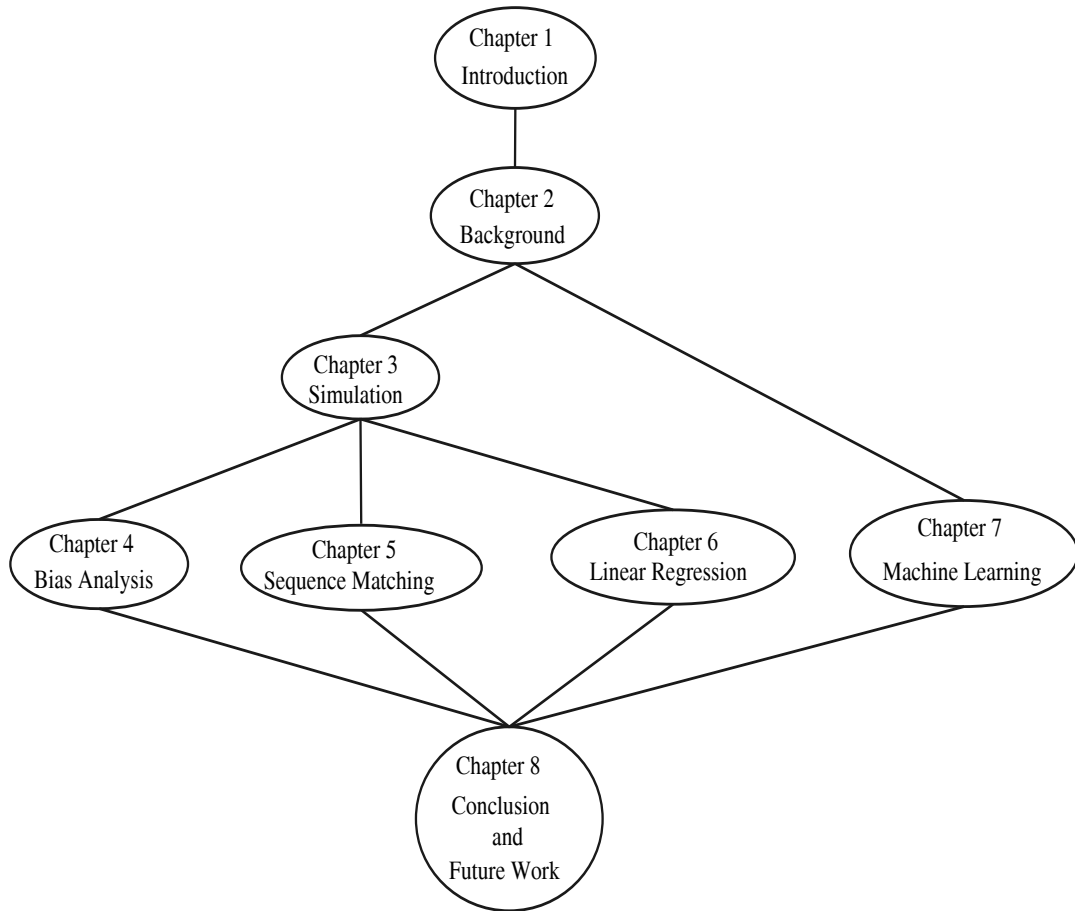 Chapter 1
Introduction
Chapter 2
Background
Chapter 3
Simulation
Chapter 4
Bias Analysis
Chapter 5
Sequence Matching
Chapter 6
Linear Regression
Chapter 7
Machine Learning
Chapter 8
Conclusion
and
Future Work